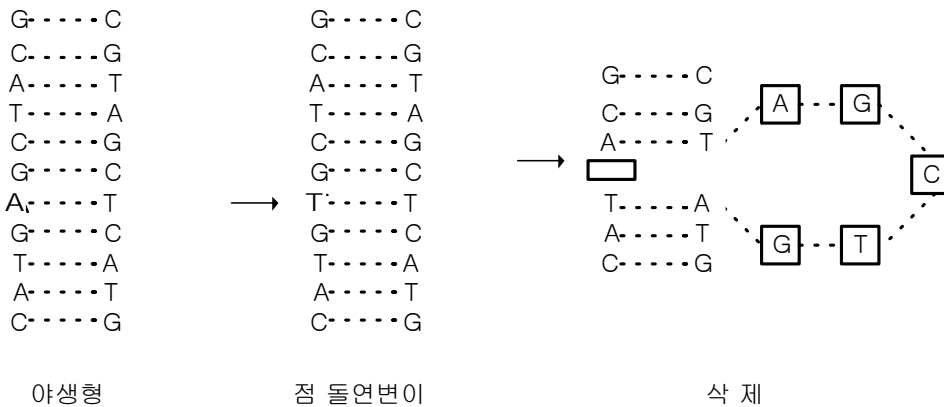 G-----C
C-----G
A-----T
T-----A
C-----G
G-----C
A-----T
G-----C
T-----A
A-----T
C-----G
야생형
G-----C
C-----G
A-----T
T-----A
C-----G
G-----C
T-----T
G-----C
T-----A
A-----T
C-----G
점 돌연변이
G-----C
C-----G
A-----T
T-----A
A-----T
C-----G
A G
C
G T
삭 제